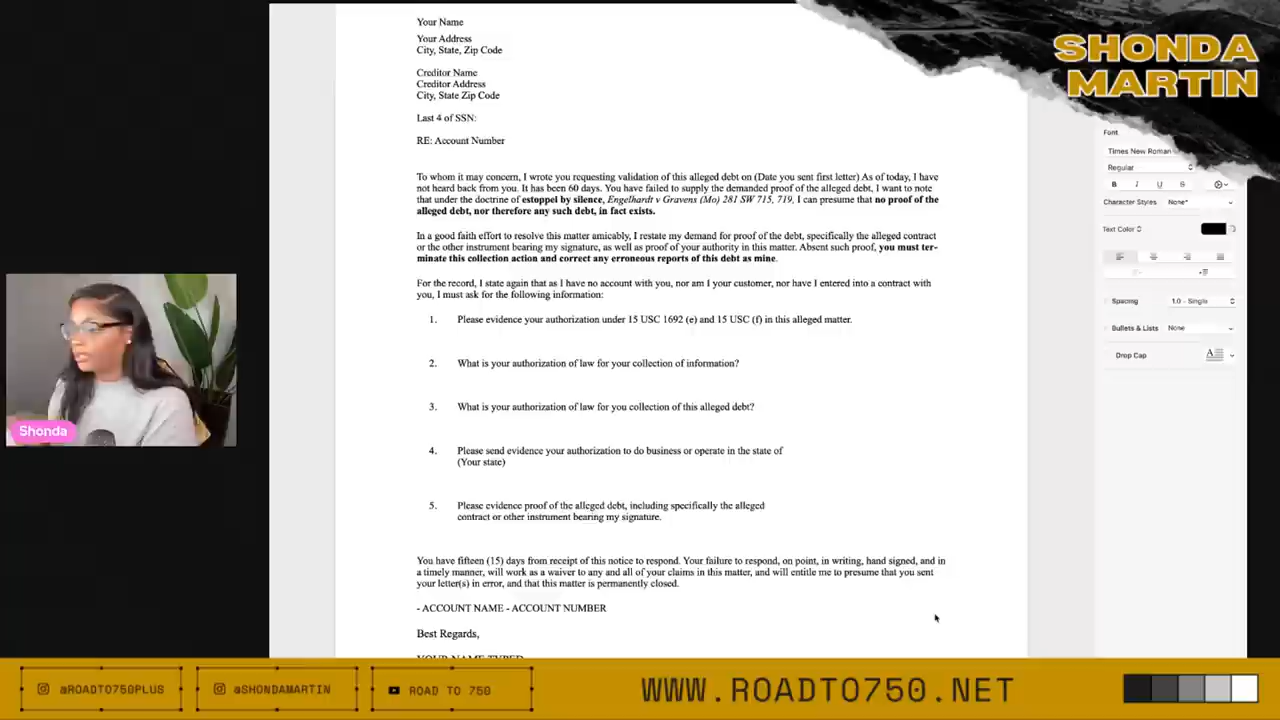 SHONDA
MARTIN
Your Name
Your Address
City, State, Zip Code
Creditor Name
Creditor Address
City, State Zip Code
Last 4 of SSN:
RE: Account Number
To whom it may concern, I wrote you requesting validation of this alleged debt on (Date you sent first letter) As of today, I have
not heard back from you. It has been 60 days. You have failed to supply the demanded proof of the alleged debt, I want to note
that under the doctrine of estoppel by silence, Engelhardt v Gravens (Mo) 281 SW 715, 719, I can presume that no proof of the
alleged debt, nor therefore any such debt, in fact exists.
In a good faith effort to resolve this matter amicably, I restate my demand for proof of the debt, specifically the alleged contract
or the other instrument bearing my signature, as well as proof of your authority in this matter. Absent such proof, you must ter-
minate this collection action and correct any erroneous reports of this debt as mine.
For the record, I state again that as I have no account with you, nor am I your customer, nor have I entered into a contract with
you, I must ask for the following information:
1. Please evidence your authorization under 15 USC 1692 (e) and 15 USC (f) in this alleged matter.
2. What is your authorization of law for your collection of information?
3. What is your authorization of law for you collection of this alleged debt?
4. Please send evidence your authorization to do business or operate in the state of
(Your state)
5. Please evidence proof of the alleged debt, including specifically the alleged
contract or other instrument bearing my signature.
You have fifteen (15) days from receipt of this notice to respond. Your failure to respond, on point, in writing, hand signed, and in
a timely manner, will work as a waiver to any and all of your claims in this matter, and will entitle me to presume that you sent
your letter(s) in error, and that this matter is permanently closed.
- ACCOUNT NAME - ACCOUNT NUMBER
Best Regards,
YOUR NAME TYPED
Font
Times New Roman
Regular
B I U S
Character Styles None*
Text Color
Spacing 1.0 - Single
Bullets & Lists None
Drop Cap
Shonda
@ROADTO750PLUS
@SHONDAMARTIN
ROAD TO 750
WWW.ROADTO750.NET